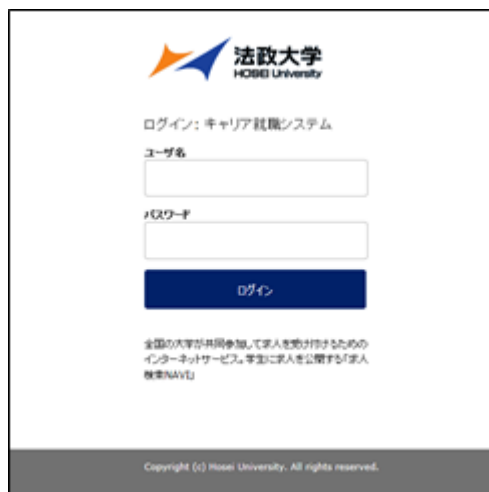 法政大学
HOSEI University
ログイン: キャリア就職システム
ユーザ名
パスワード
ログイン
全国の大学が共同参加して求人を受け付けるための
インターネットサービス。学生に求人を公開する「求人
検索NAVI」
Copyright (c) Hosei University. All rights reserved.